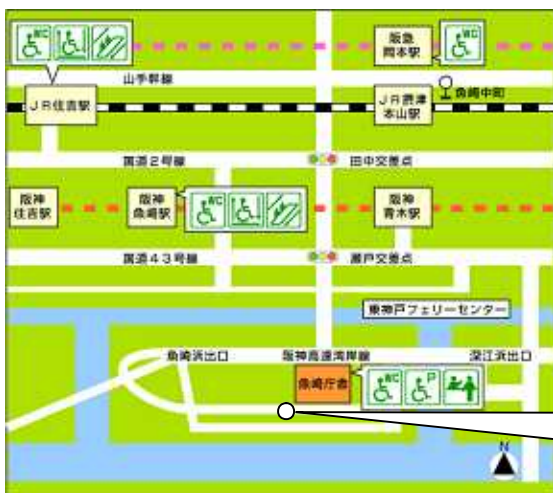 WC
WC
阪急
岡本駅
山手幹線
JR住吉駅
JR摂津
本山駅
魚崎中町
国道2号線
田中交差点
阪神
住吉駅
阪神
魚崎駅
WC
阪神
青木駅
国道43号線
瀬戸交差点
東神戸フェリーセンター
魚崎浜出口
阪神高速湾岸線
深江浜出口
魚崎庁舎
WC
P
N